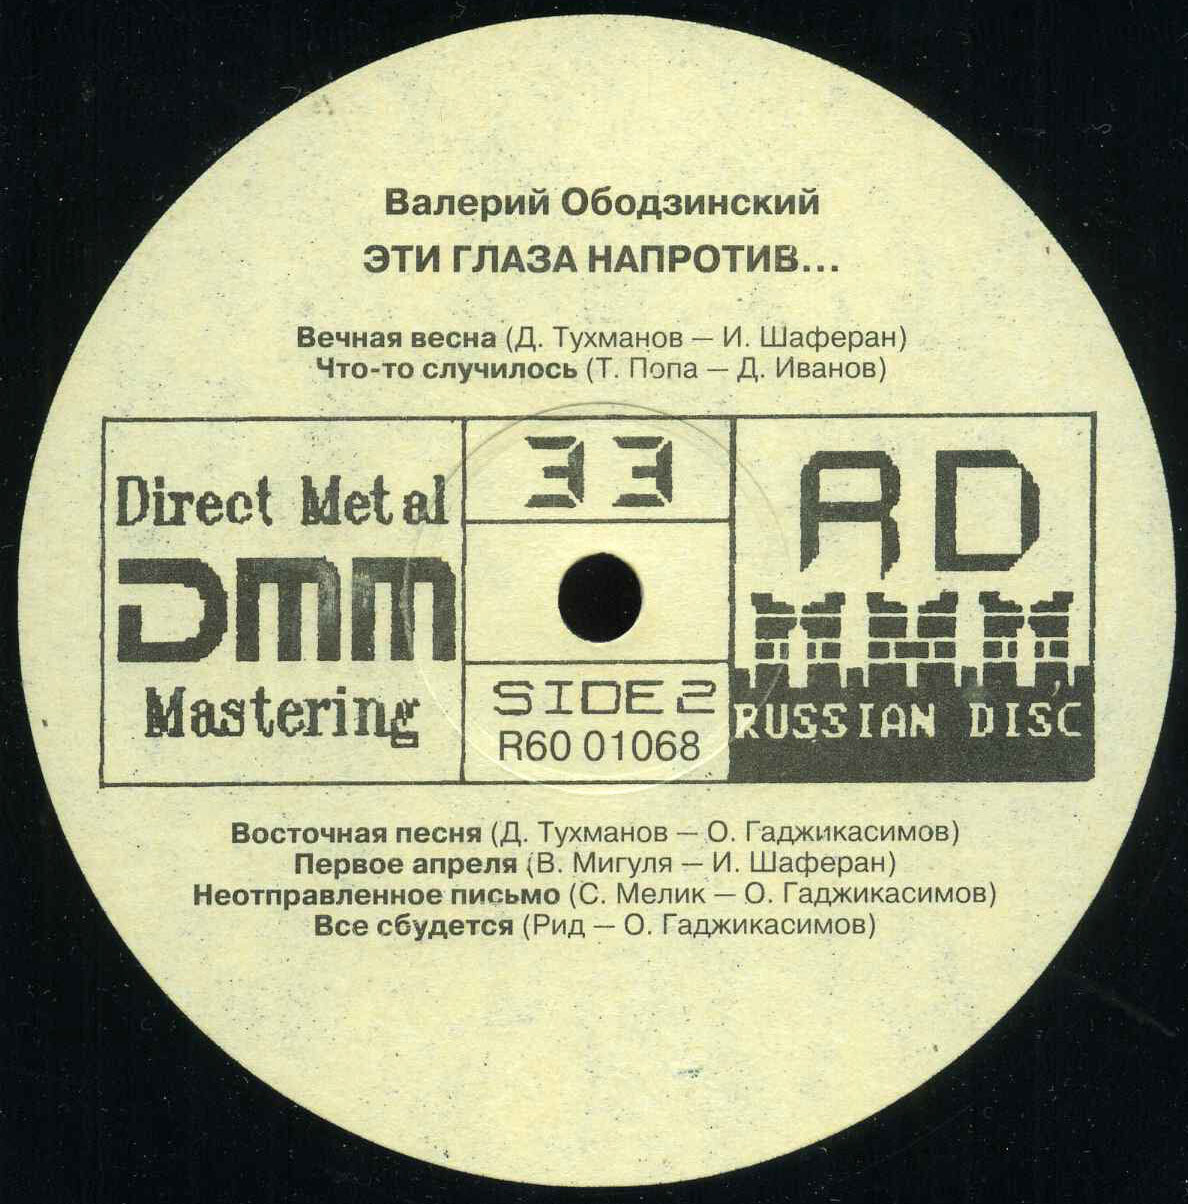 Валерий Ободзинский
ЭТИ ГЛАЗА НАПРОТИВ...
Вечная весна (Д. Тухманов — И. Шаферан)
Что-то случилось (Т. Попа — Д. Иванов)
Direct Metal
DMM
Mastering
33
SIDE 2
R60 01068
RD
RUSSIAN DISC
Восточная песня (Д. Тухманов — О. Гаджикасимов)
Первое апреля (В. Мигуля — И. Шаферан)
Неотправленное письмо (С. Мелик — О. Гаджикасимов)
Все сбудется (Рид — О. Гаджикасимов)